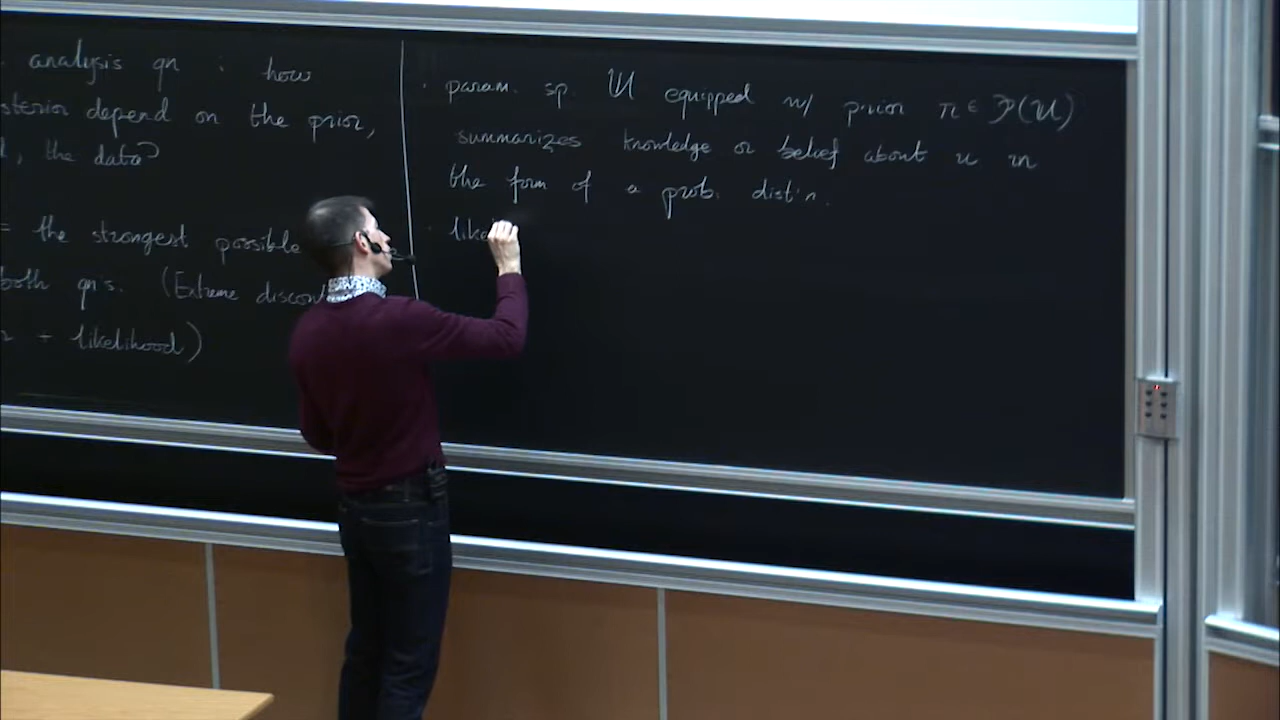 analysis qn : how
sterior depend on the prior,
, the data?
= the strongest possible
both qn's. (Extreme discont
+ likelihood)
· param. sp. 𝒰 equipped w/ prior π ∈ 𝒫(𝒰)
summarizes knowledge or belief about u in
the form of a prob. dist'n.
· like